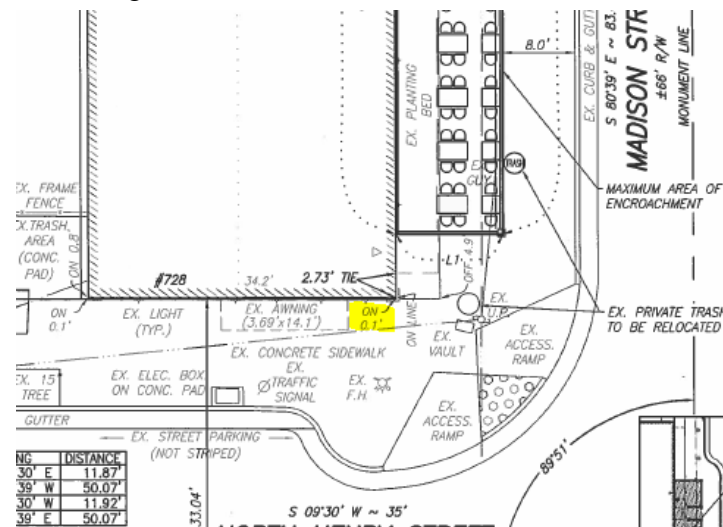 8.0'
EX. CURB & GUTT
S 80°39' E ~ 83.
MADISON STR
±66' R/W
MONUMENT LINE
EX. PLANTING
BED
EX.
GUY
TRASH
MAXIMUM AREA OF
ENCROACHMENT
EX. FRAME
FENCE
EX.TRASH
AREA
(CONC.
PAD)
ON 0.8'
#728
34.2'
2.73' TIE
L1
OFF 4.9'
ON
0.1'
EX. LIGHT
(TYP.)
EX. AWNING
(3.69'x14.1')
ON
0.1'
ON LINE
EX.
U.P.
EX. PRIVATE TRASH
TO BE RELOCATED
EX.
VAULT
EX.
ACCESS.
RAMP
EX. CONCRETE SIDEWALK
EX.
TRAFFIC
SIGNAL
EX.
F.H.
EX. 15
TREE
EX. ELEC. BOX
ON CONC. PAD
EX.
ACCESS.
RAMP
GUTTER
EX. STREET PARKING
(NOT STRIPED)
NG DISTANCE
30' E 11.87'
39' W 50.07'
30' W 11.92'
39' E 50.07'
33.04'
89°51'
S 09°30' W ~ 35'
NORTH HENRY STREET